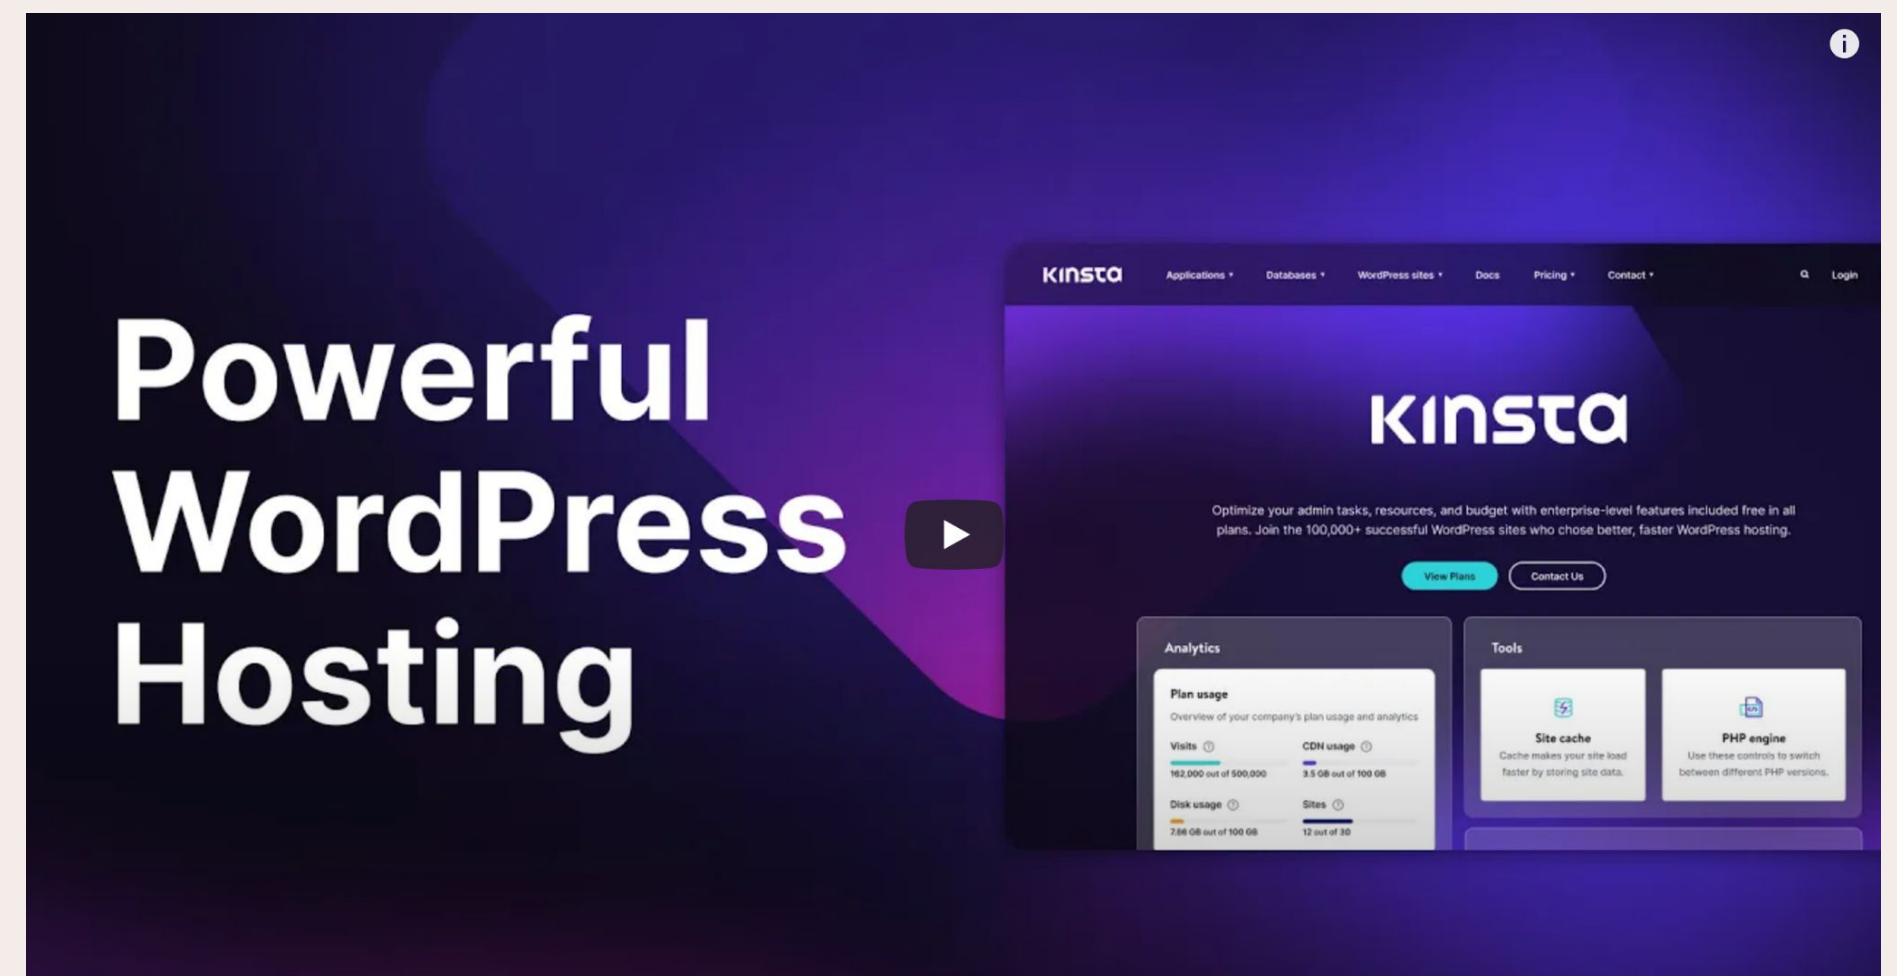 Powerful
WordPress
Hosting
Kinsta
Applications
Databases
WordPress sites
Docs
Pricing
Contact
Login
Kinsta
Optimize your admin tasks, resources, and budget with enterprise-level features included free in all
plans. Join the 100,000+ successful WordPress sites who chose better, faster WordPress hosting.
View Plans
Contact Us
Analytics
Plan usage
Overview of your company's plan usage and analytics
Visits
162,000 out of 500,000
CDN usage
3.5 GB out of 100 GB
Disk usage
7.86 GB out of 100 GB
Sites
12 out of 30
Tools
Site cache
Cache makes your site load
faster by storing site data.
PHP engine
Use these controls to switch
between different PHP versions.